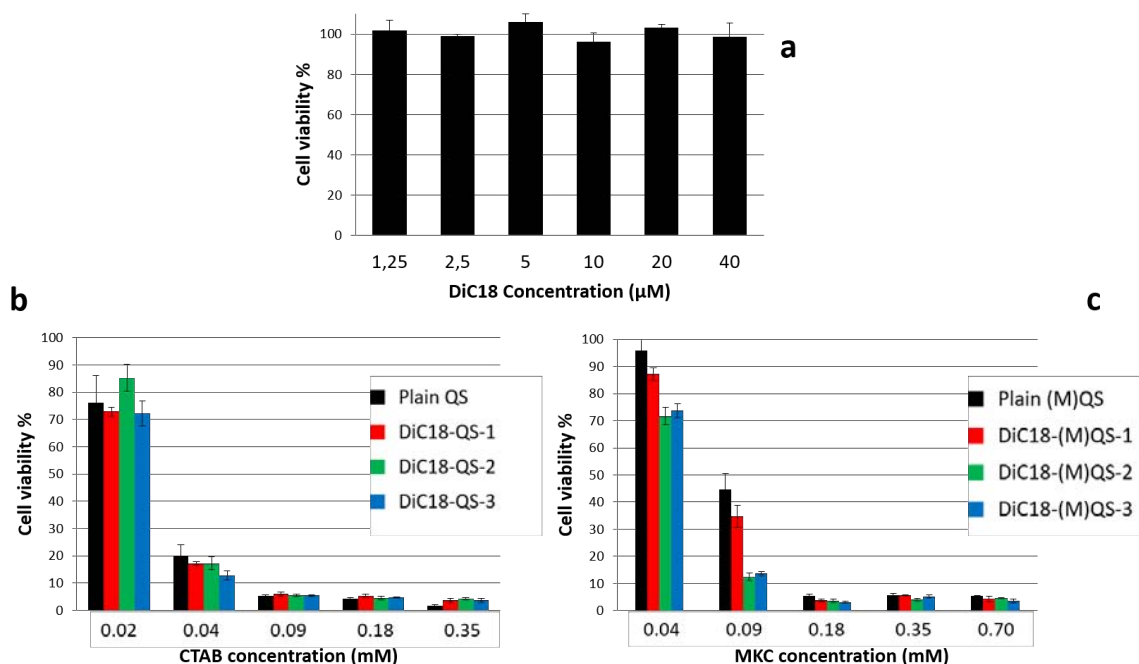 a
Cell viability %
100
80
60
40
20
0
1,25 2,5 5 10 20 40
DiC18 Concentration (µM)
b
Cell viability %
100
90
80
70
60
50
40
30
20
10
0
Plain QS
DiC18-QS-1
DiC18-QS-2
DiC18-QS-3
0.02 0.04 0.09 0.18 0.35
CTAB concentration (mM)
c
Cell viability %
100
90
80
70
60
50
40
30
20
10
0
Plain (M)QS
DiC18-(M)QS-1
DiC18-(M)QS-2
DiC18-(M)QS-3
0.04 0.09 0.18 0.35 0.70
MKC concentration (mM)